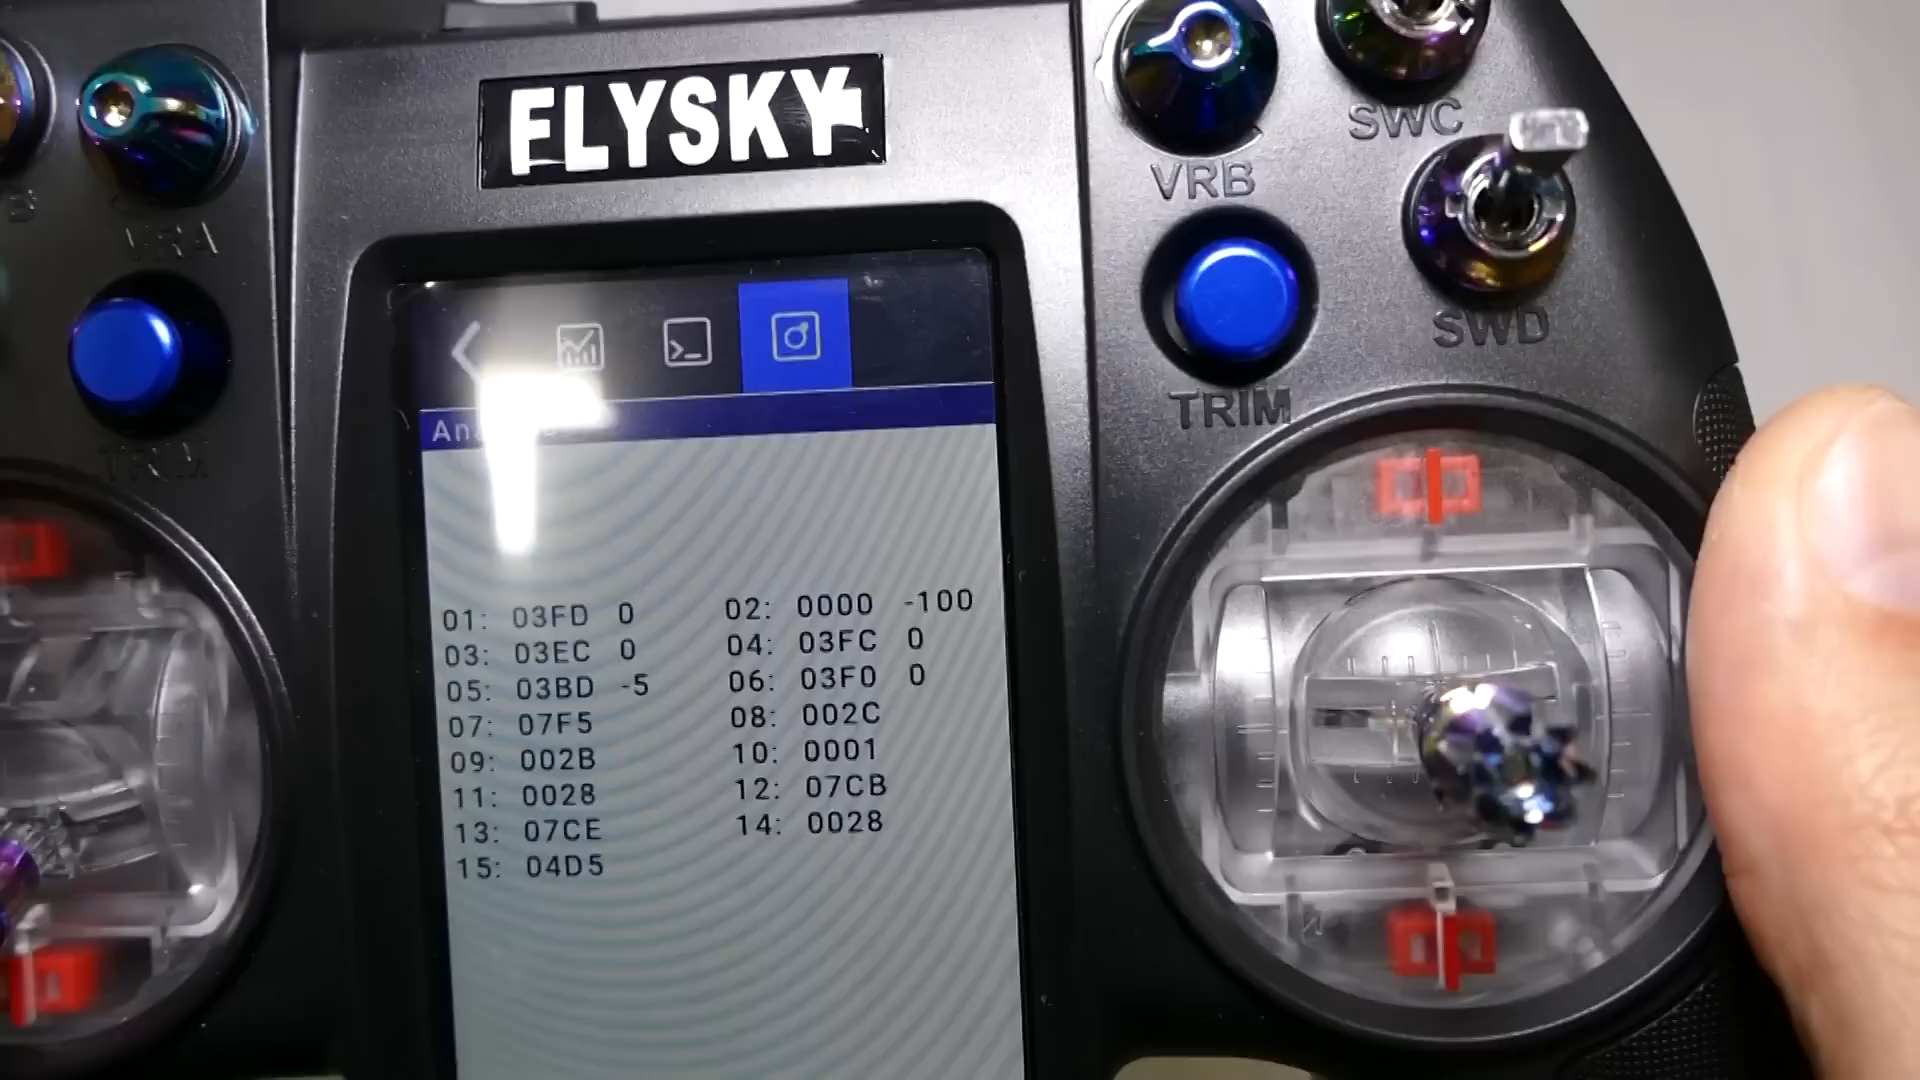 FLYSKY
VRA
TRIM
VRB
SWC
SWD
TRIM
01: 03FD 0 02: 0000 -100
03: 03EC 0 04: 03FC 0
05: 03BD -5 06: 03F0 0
07: 07F5 08: 002C
09: 002B 10: 0001
11: 0028 12: 07CB
13: 07CE 14: 0028
15: 04D5